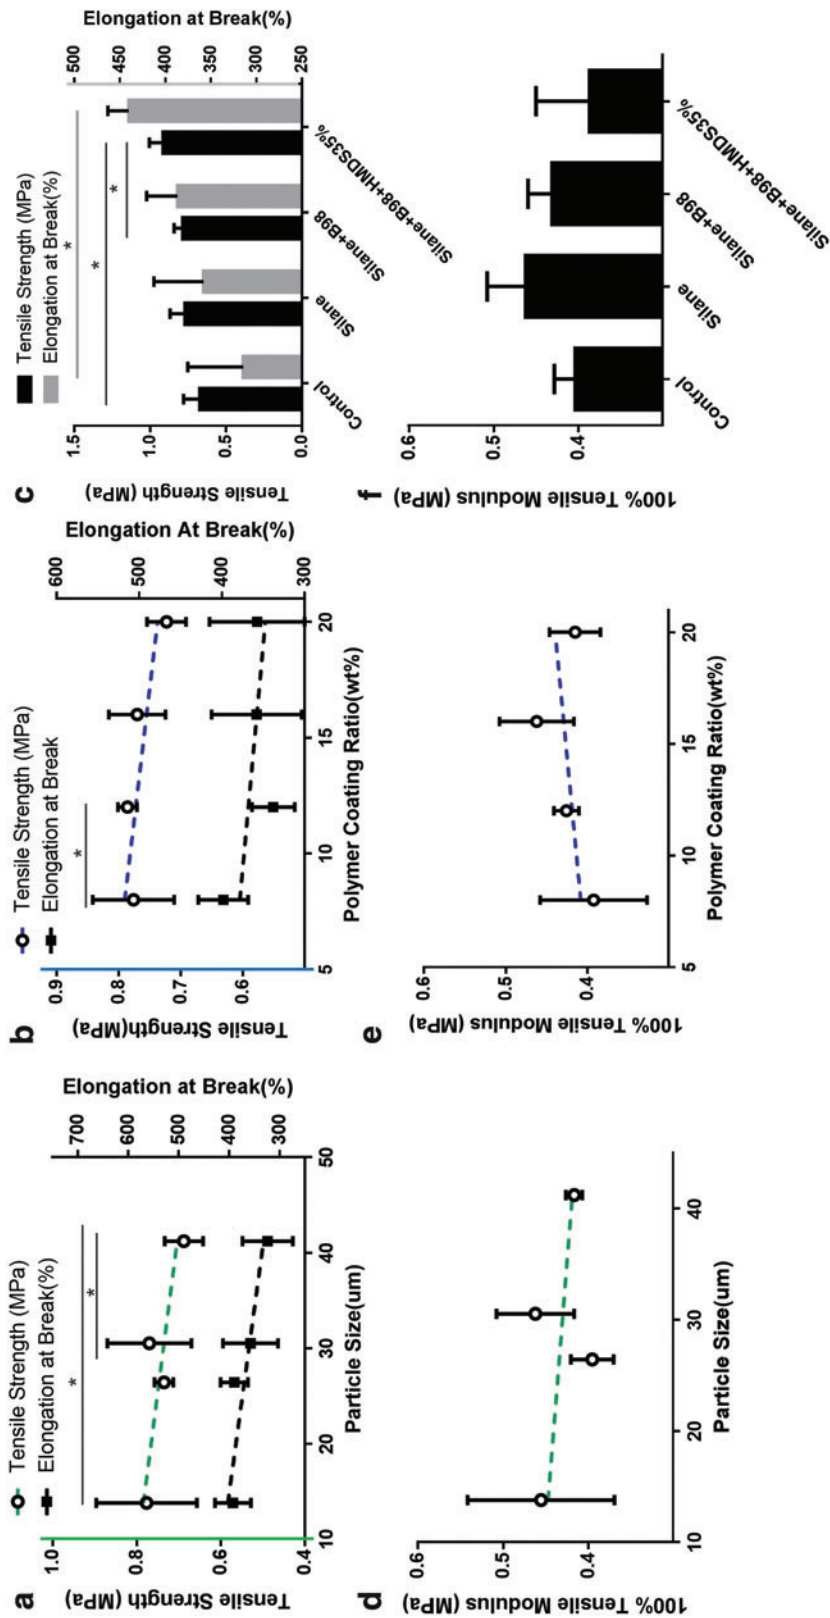 a
Tensile Strength (MPa)
Elongation at Break(%)
*
*
Tensile Strength (MPa)
1.0
0.8
0.6
0.4
Elongation at Break(%)
700
600
500
400
300
10
20
30
40
50
Particle Size(um)
b
Tensile Strength (MPa)
Elongation at Break
*
Tensile Strength(MPa)
0.9
0.8
0.7
0.6
Elongation At Break(%)
600
500
400
300
5
10
15
20
Polymer Coating Ratio(wt%)
c
Tensile Strength (MPa)
Elongation at Break(%)
*
*
*
Tensile Strength (MPa)
1.5
1.0
0.5
0.0
Elongation at Break(%)
500
450
400
350
300
250
Control
Silane
Silane+B98
Silane+B98+HMDS35%
d
100% Tensile Modulus (MPa)
0.6
0.5
0.4
10
20
30
40
Particle Size(um)
e
100% Tensile Modulus (MPa)
0.6
0.5
0.4
5
10
15
20
Polymer Coating Ratio(wt%)
f
100% Tensile Modulus (MPa)
0.6
0.5
0.4
Control
Silane
Silane+B98
Silane+B98+HMDS35%